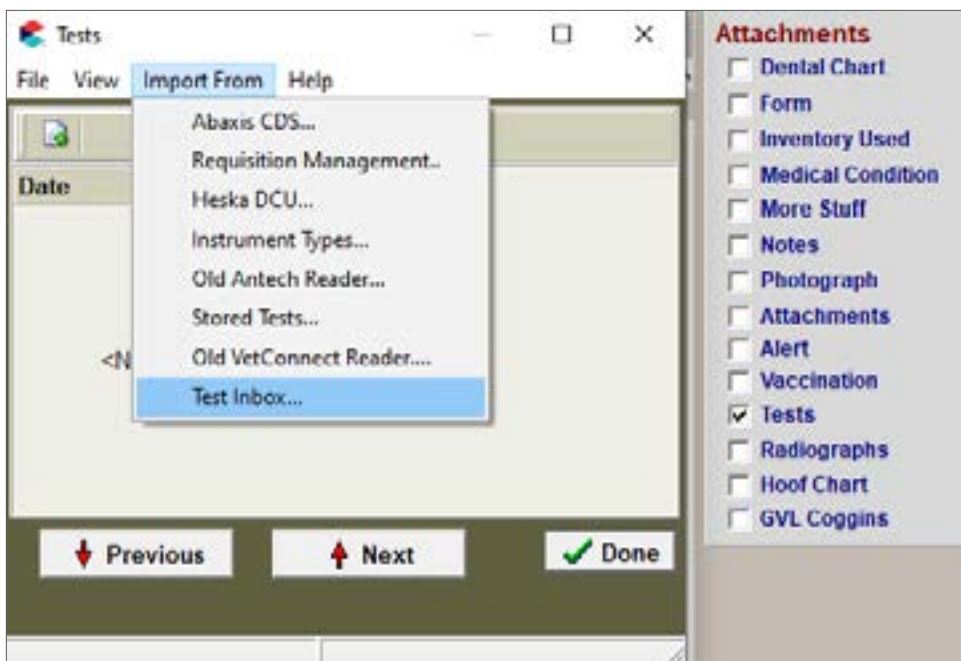 Tests
File View Import From Help
Abaxis CDS...
Requisition Management..
Heska DCU...
Instrument Types...
Old Antech Reader...
Stored Tests...
Old VetConnect Reader....
Test Inbox...
Date
<N
Previous
Next
Done
Attachments
Dental Chart
Form
Inventory Used
Medical Condition
More Stuff
Notes
Photograph
Attachments
Alert
Vaccination
Tests
Radiographs
Hoof Chart
GVL Coggins